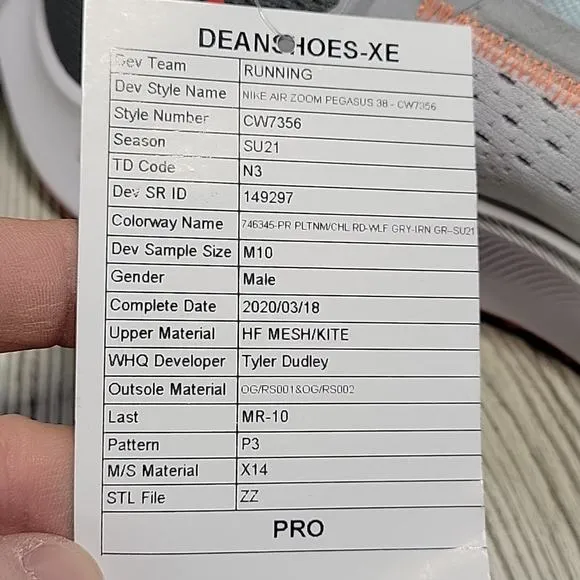 DEANSHOES-XE
Dev Team RUNNING
Dev Style Name NIKE AIR ZOOM PEGASUS 38 - CW7356
Style Number CW7356
Season SU21
TD Code N3
Dev SR ID 149297
Colorway Name 746345-PR PLTNM/CHL RD-WLF GRY-IRN GR--SU21
Dev Sample Size M10
Gender Male
Complete Date 2020/03/18
Upper Material HF MESH/KITE
WHQ Developer Tyler Dudley
Outsole Material OG/RS001&OG/RS002
Last MR-10
Pattern P3
M/S Material X14
STL File ZZ
PRO